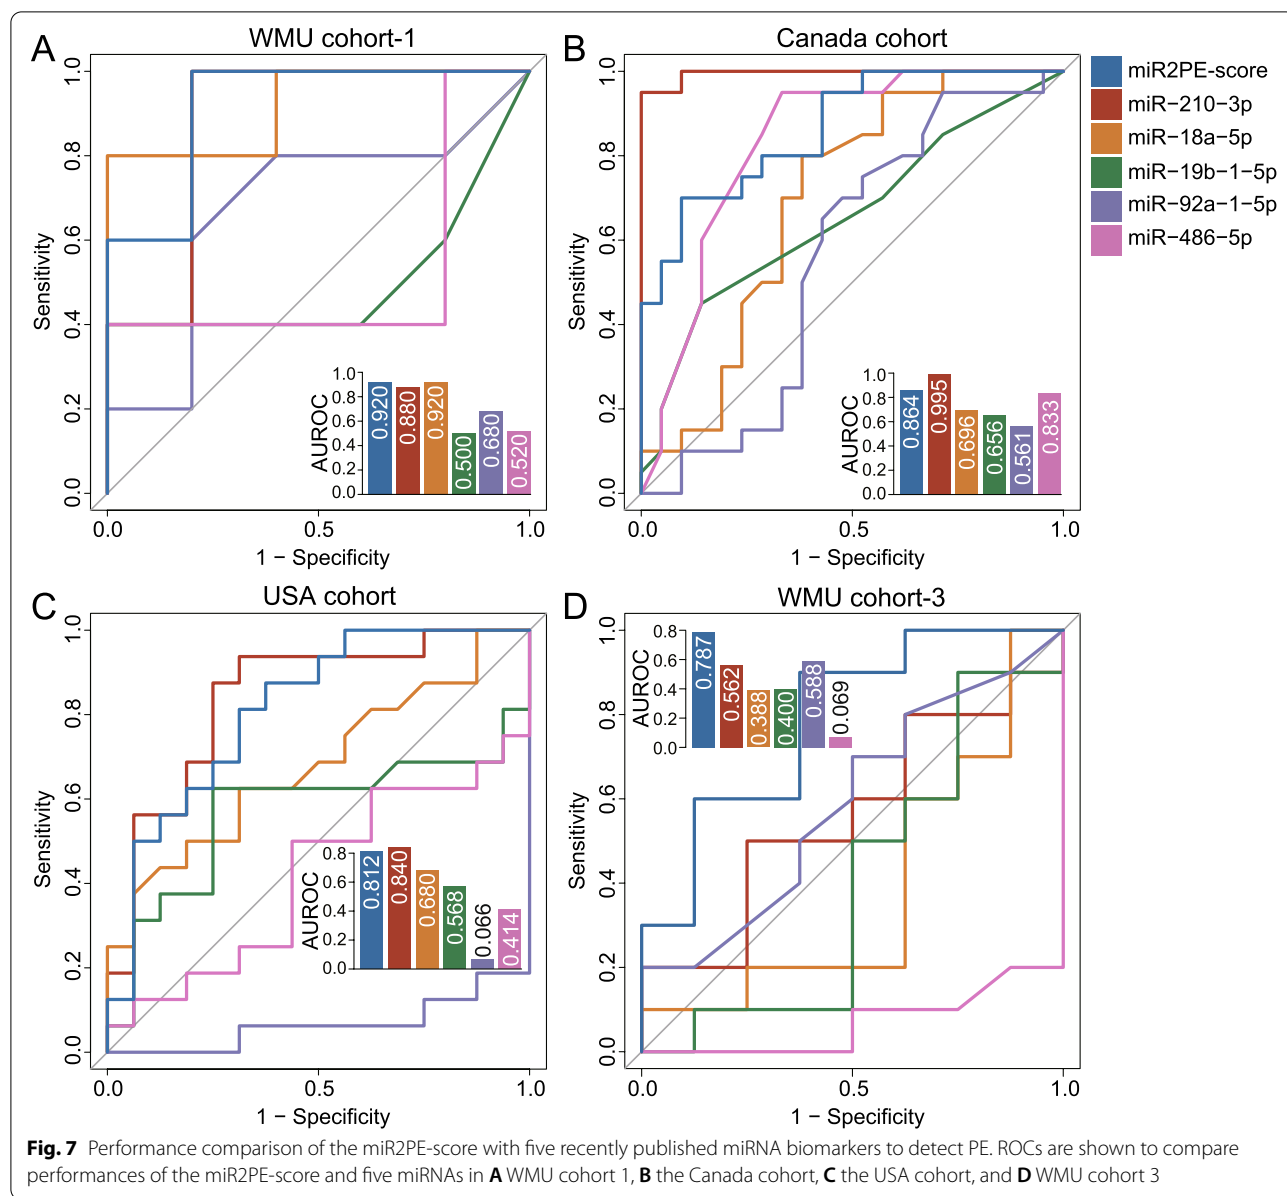 A
WMU cohort-1
1.0
0.8
0.6
0.4
0.2
0.0
Sensitivity
0.0
0.5
1.0
1 − Specificity
AUROC
1.0
0.8
0.6
0.4
0.2
0.0
0.920
0.880
0.920
0.500
0.680
0.520
B
Canada cohort
1.0
0.8
0.6
0.4
0.2
0.0
Sensitivity
0.0
0.5
1.0
1 − Specificity
AUROC
1.0
0.8
0.6
0.4
0.2
0.0
0.864
0.995
0.696
0.656
0.561
0.833
miR2PE-score
miR−210−3p
miR−18a−5p
miR−19b−1−5p
miR−92a−1−5p
miR−486−5p
C
USA cohort
1.0
0.8
0.6
0.4
0.2
0.0
Sensitivity
0.0
0.5
1.0
1 − Specificity
AUROC
0.8
0.6
0.4
0.2
0.0
0.812
0.840
0.680
0.568
0.066
0.414
D
WMU cohort-3
1.0
0.8
0.6
0.4
0.2
0.0
Sensitivity
0.0
0.5
1.0
1 − Specificity
AUROC
0.8
0.6
0.4
0.2
0.0
0.787
0.562
0.388
0.400
0.588
0.069
Fig. 7 Performance comparison of the miR2PE-score with five recently published miRNA biomarkers to detect PE. ROCs are shown to compare
performances of the miR2PE-score and five miRNAs in A WMU cohort 1, B the Canada cohort, C the USA cohort, and D WMU cohort 3